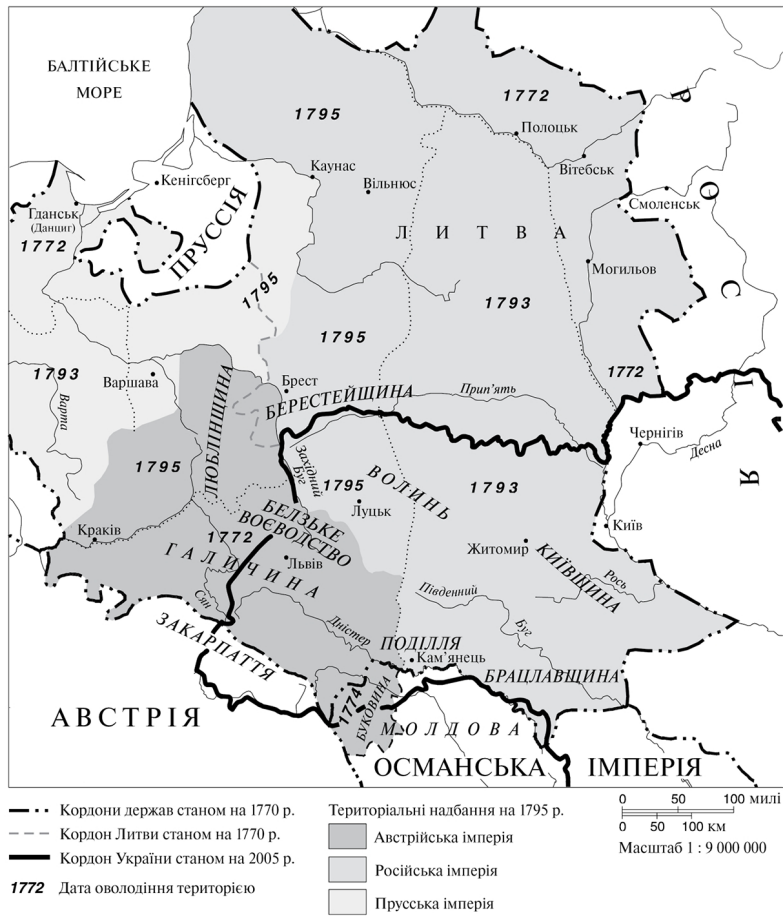 БАЛТІЙСЬКЕ
МОРЕ
1795
1772
Полоцьк
Вітебськ
Каунас
Вільнюс
Кенігсберг
Гданськ
(Данциг)
1772
ПРУССІЯ
Смоленськ
РОСІЯ
ЛИТВА
Могильов
1795
1793
1795
1772
1793
Варта
Варшава
Брест
БЕРЕСТЕЙЩИНА
Прип’ять
ЛЮБЛІНЩИНА
Чернігів
Десна
1795
Західний
Буг
1795
ВОЛИНЬ
1793
Луцьк
БЕЛЗЬКЕ
ВОЄВОДСТВО
Київ
Краків
1772
ГАЛИЧИНА
Львів
Житомир
КИЇВЩИНА
Рось
Сян
Південний
Буг
Дністер
ЗАКАРПАТТЯ
ПОДІЛЛЯ
Кам’янець
БРАЦЛАВЩИНА
1774
БУКОВИНА
МОЛДОВА
АВСТРІЯ
ОСМАНСЬКА ІМПЕРІЯ
Кордони держав станом на 1770 р.
Кордон Литви станом на 1770 р.
Кордон України станом на 2005 р.
1772 Дата оволодіння територією
Територіальні надбання на 1795 р.
Австрійська імперія
Російська імперія
Прусська імперія
0 50 100 милі
0 50 100 км
Масштаб 1 : 9 000 000